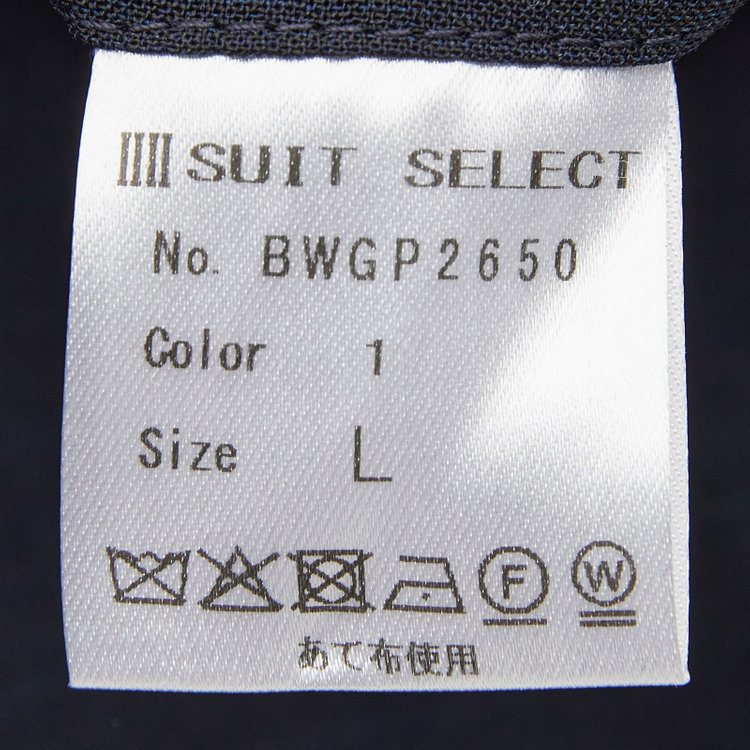 SUIT SELECT
No. BWGP2650
Color 1
Size L
F W
あて布使用